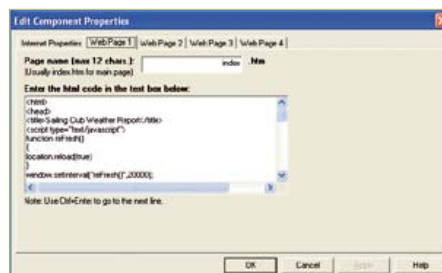 Edit Component Properties
Internet Properties Web Page 1 Web Page 2 Web Page 3 Web Page 4
Page name (max 12 chars.): index .htm
(Usually index.htm for main page)
Enter the html code in the text box below:
<html>
<head>
<title>Sailing Club Weather Report</title>
<script type="text/javascript">
function refresh()
{
location.reload(true)
}
window.setInterval("refresh()",20000);
Note: Use Ctrl+Enter to go to the next line.
OK Cancel Apply Help